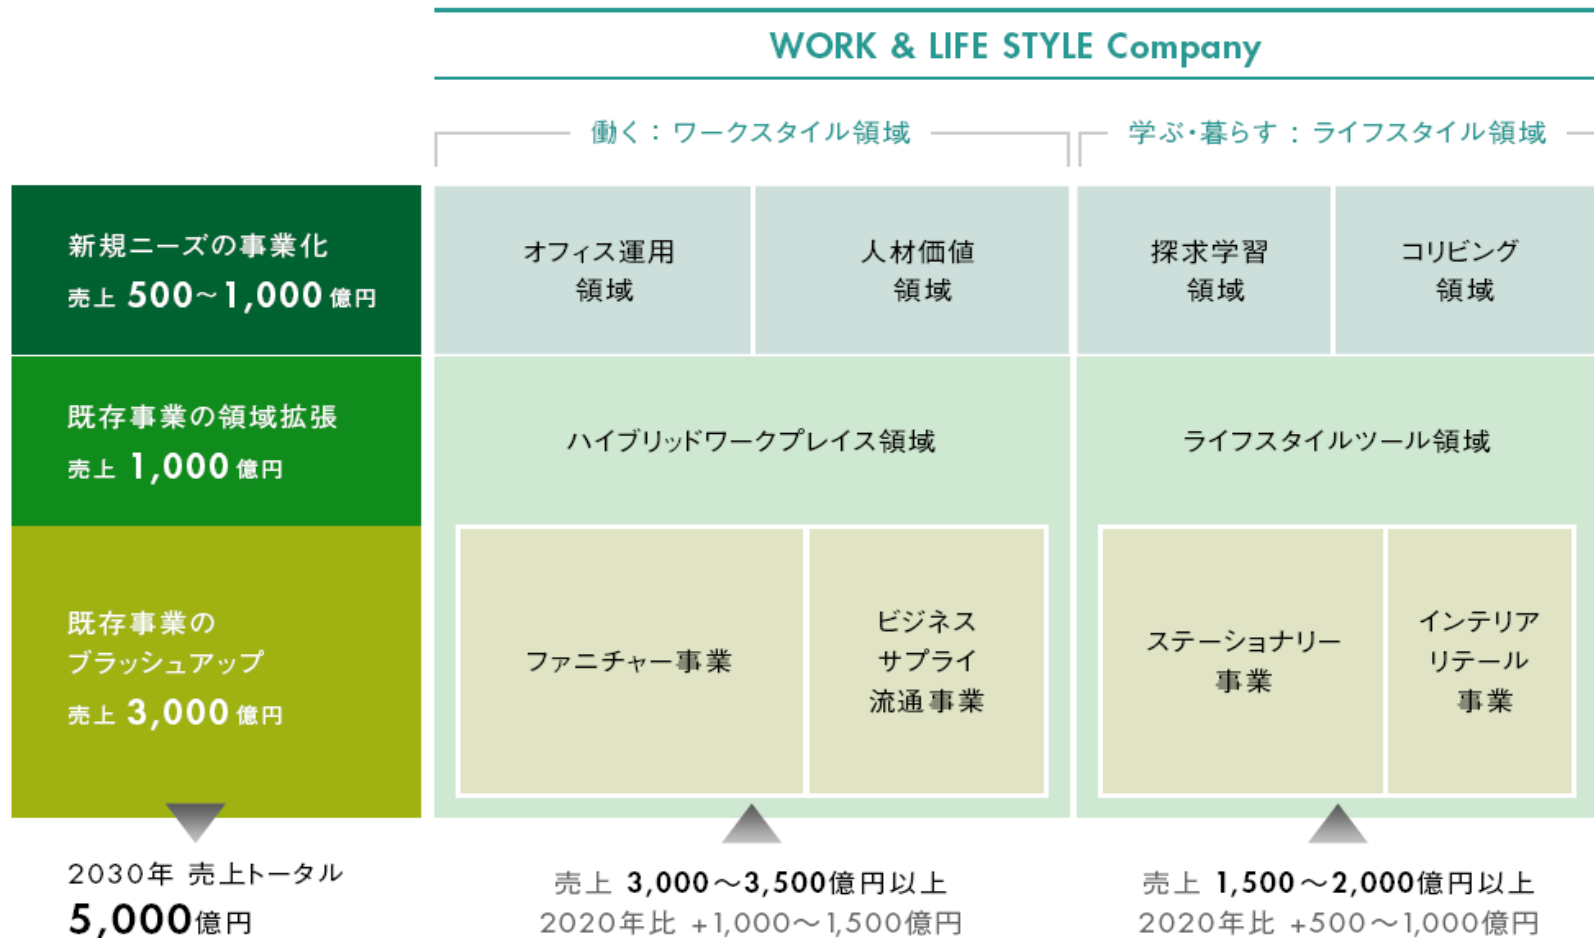 WORK & LIFE STYLE Company
働く：ワークスタイル領域
学ぶ・暮らす：ライフスタイル領域
新規ニーズの事業化
売上 500～1,000億円
オフィス運用
領域
人材価値
領域
探求学習
領域
コリビング
領域
既存事業の領域拡張
売上 1,000億円
ハイブリッドワークプレイス領域
ライフスタイルツール領域
既存事業の
ブラッシュアップ
売上 3,000億円
ファニチャー事業
ビジネス
サプライ
流通事業
ステーショナリー
事業
インテリア
リテール
事業
2030年 売上トータル
5,000億円
売上 3,000～3,500億円以上
2020年比 +1,000～1,500億円
売上 1,500～2,000億円以上
2020年比 +500～1,000億円